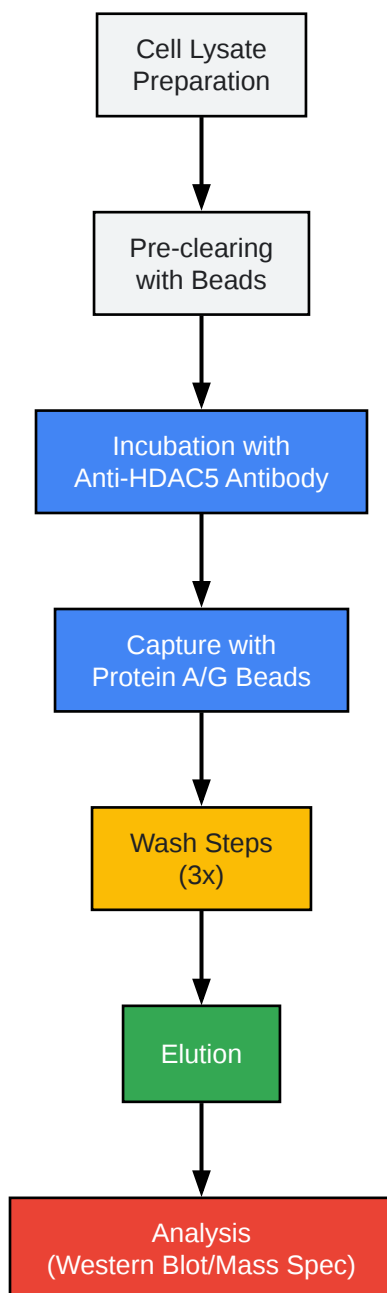 Cell Lysate
Preparation
Pre-clearing
with Beads
Incubation with
Anti-HDAC5 Antibody
Capture with
Protein A/G Beads
Wash Steps
(3x)
Elution
Analysis
(Western Blot/Mass Spec)